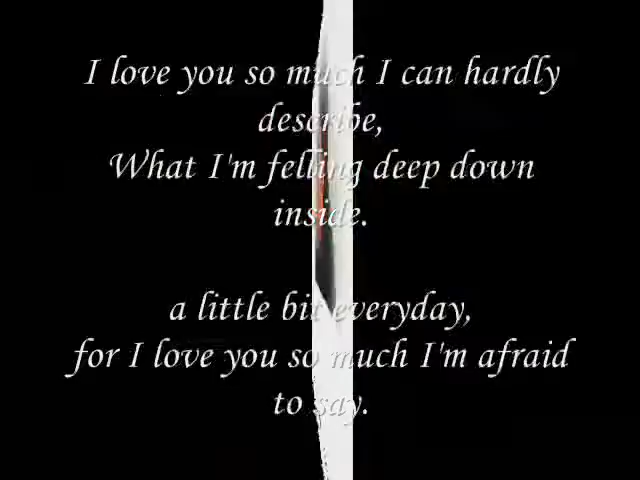 I love you so much I can hardly
describe,
What I'm felling deep down
inside.
a little bit everyday,
for I love you so much I'm afraid
to say.